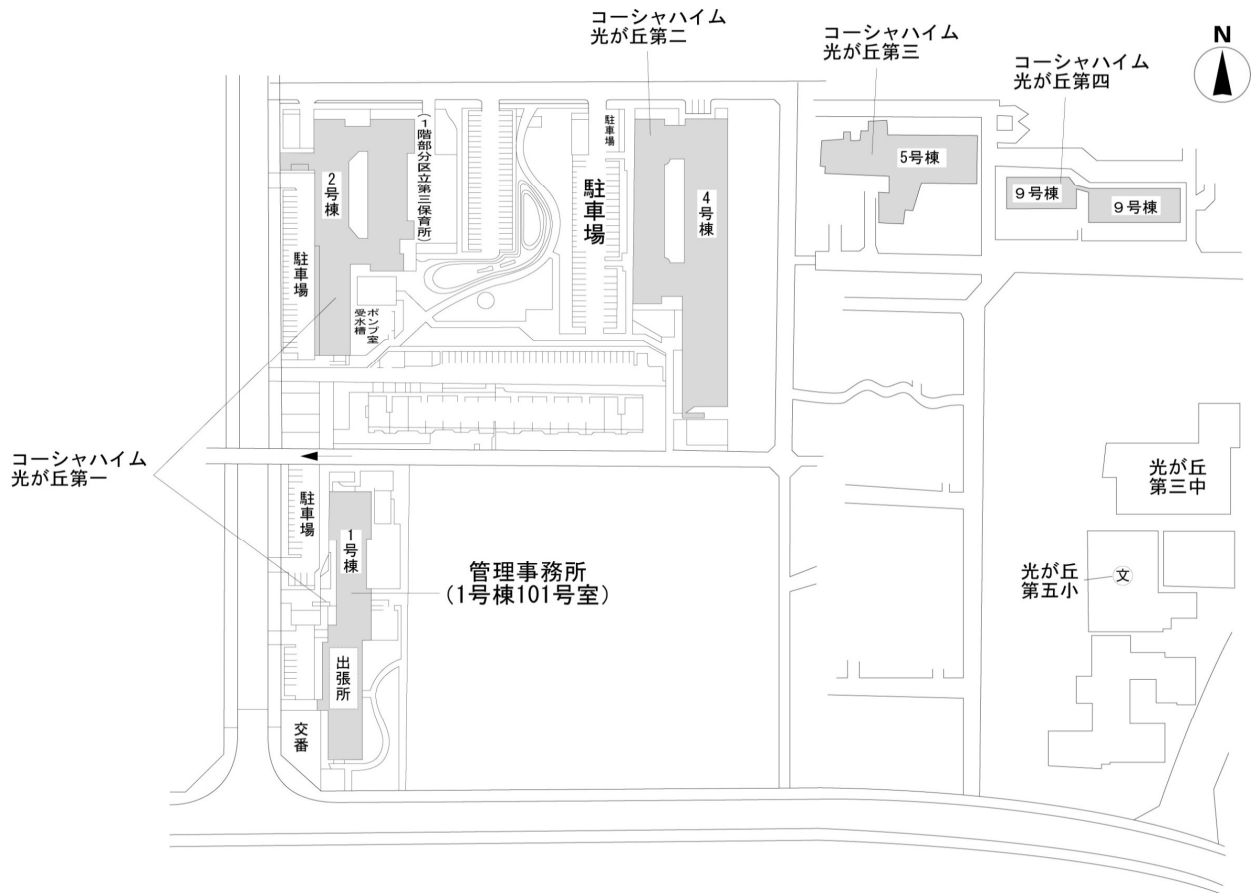 コーシャハイム
光が丘第二
コーシャハイム
光が丘第三
コーシャハイム
光が丘第四
N
2号棟
(1階部分区立第三保育所)
駐車場
駐車場
4号棟
5号棟
9号棟
9号棟
駐車場
ポンプ室
受水槽
コーシャハイム
光が丘第一
駐車場
1号棟
管理事務所
(1号棟101号室)
出張所
交番
光が丘
第三中
光が丘
第五小
文